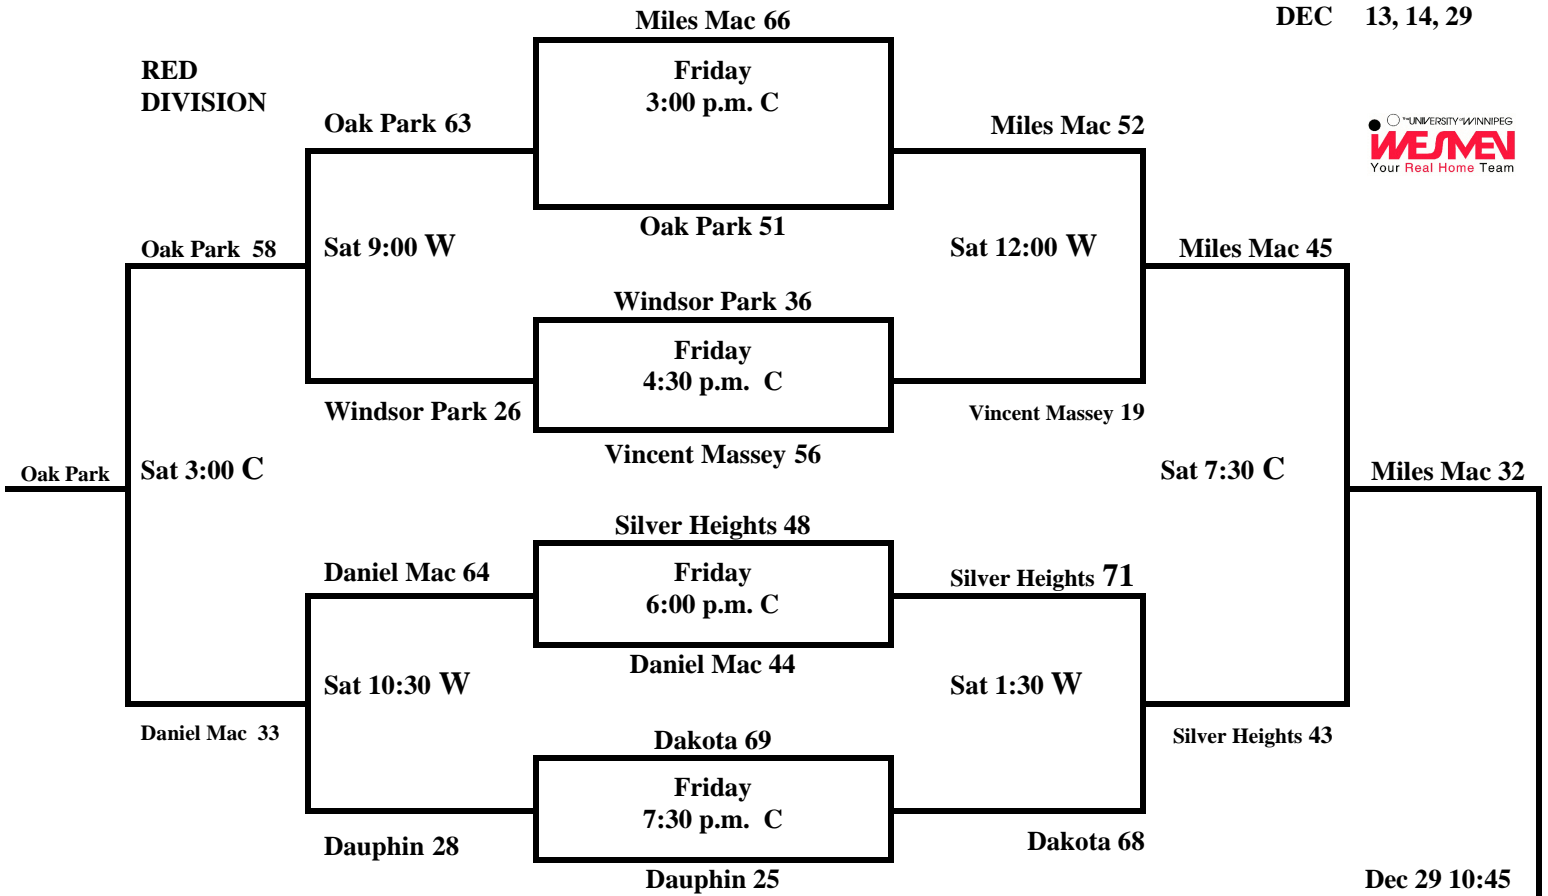 Miles Mac 66
DEC 13, 14, 29
RED
DIVISION
Friday
3:00 p.m. C
Oak Park 63
Miles Mac 52
THE UNIVERSITY OF WINNIPEG
WESMEN
Your Real Home Team
Oak Park 51
Oak Park 58
Sat 9:00 W
Sat 12:00 W
Miles Mac 45
Windsor Park 36
Friday
4:30 p.m. C
Windsor Park 26
Vincent Massey 19
Vincent Massey 56
Oak Park
Sat 3:00 C
Sat 7:30 C
Miles Mac 32
Silver Heights 48
Daniel Mac 64
Friday
6:00 p.m. C
Silver Heights 71
Daniel Mac 44
Sat 10:30 W
Sat 1:30 W
Daniel Mac 33
Silver Heights 43
Dakota 69
Friday
7:30 p.m. C
Dauphin 28
Dakota 68
Dauphin 25
Dec 29 10:45